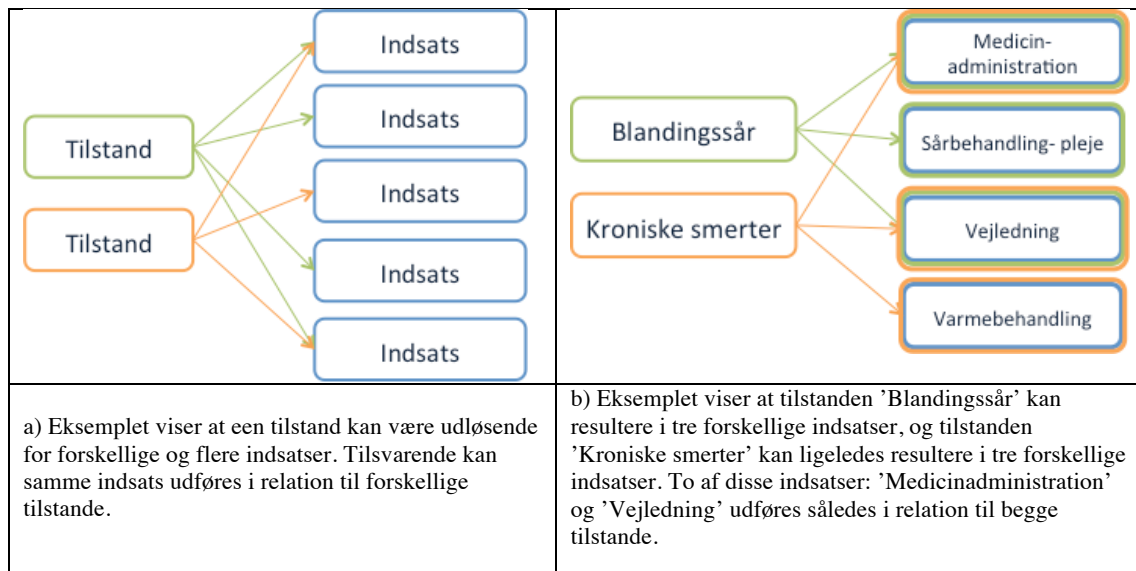 Tilstand
Tilstand
Indsats
Indsats
Indsats
Indsats
Indsats
Blandingssår
Kroniske smerter
Medicin-
administration
Sårbehandling- pleje
Vejledning
Varmebehandling
a) Eksemplet viser at een tilstand kan være udløsende
for forskellige og flere indsatser. Tilsvarende kan
samme indsats udføres i relation til forskellige
tilstande.
b) Eksemplet viser at tilstanden ’Blandingssår’ kan
resultere i tre forskellige indsatser, og tilstanden
’Kroniske smerter’ kan ligeledes resultere i tre forskellige
indsatser. To af disse indsatser: ’Medicinadministration’
og ’Vejledning’ udføres således i relation til begge
tilstande.